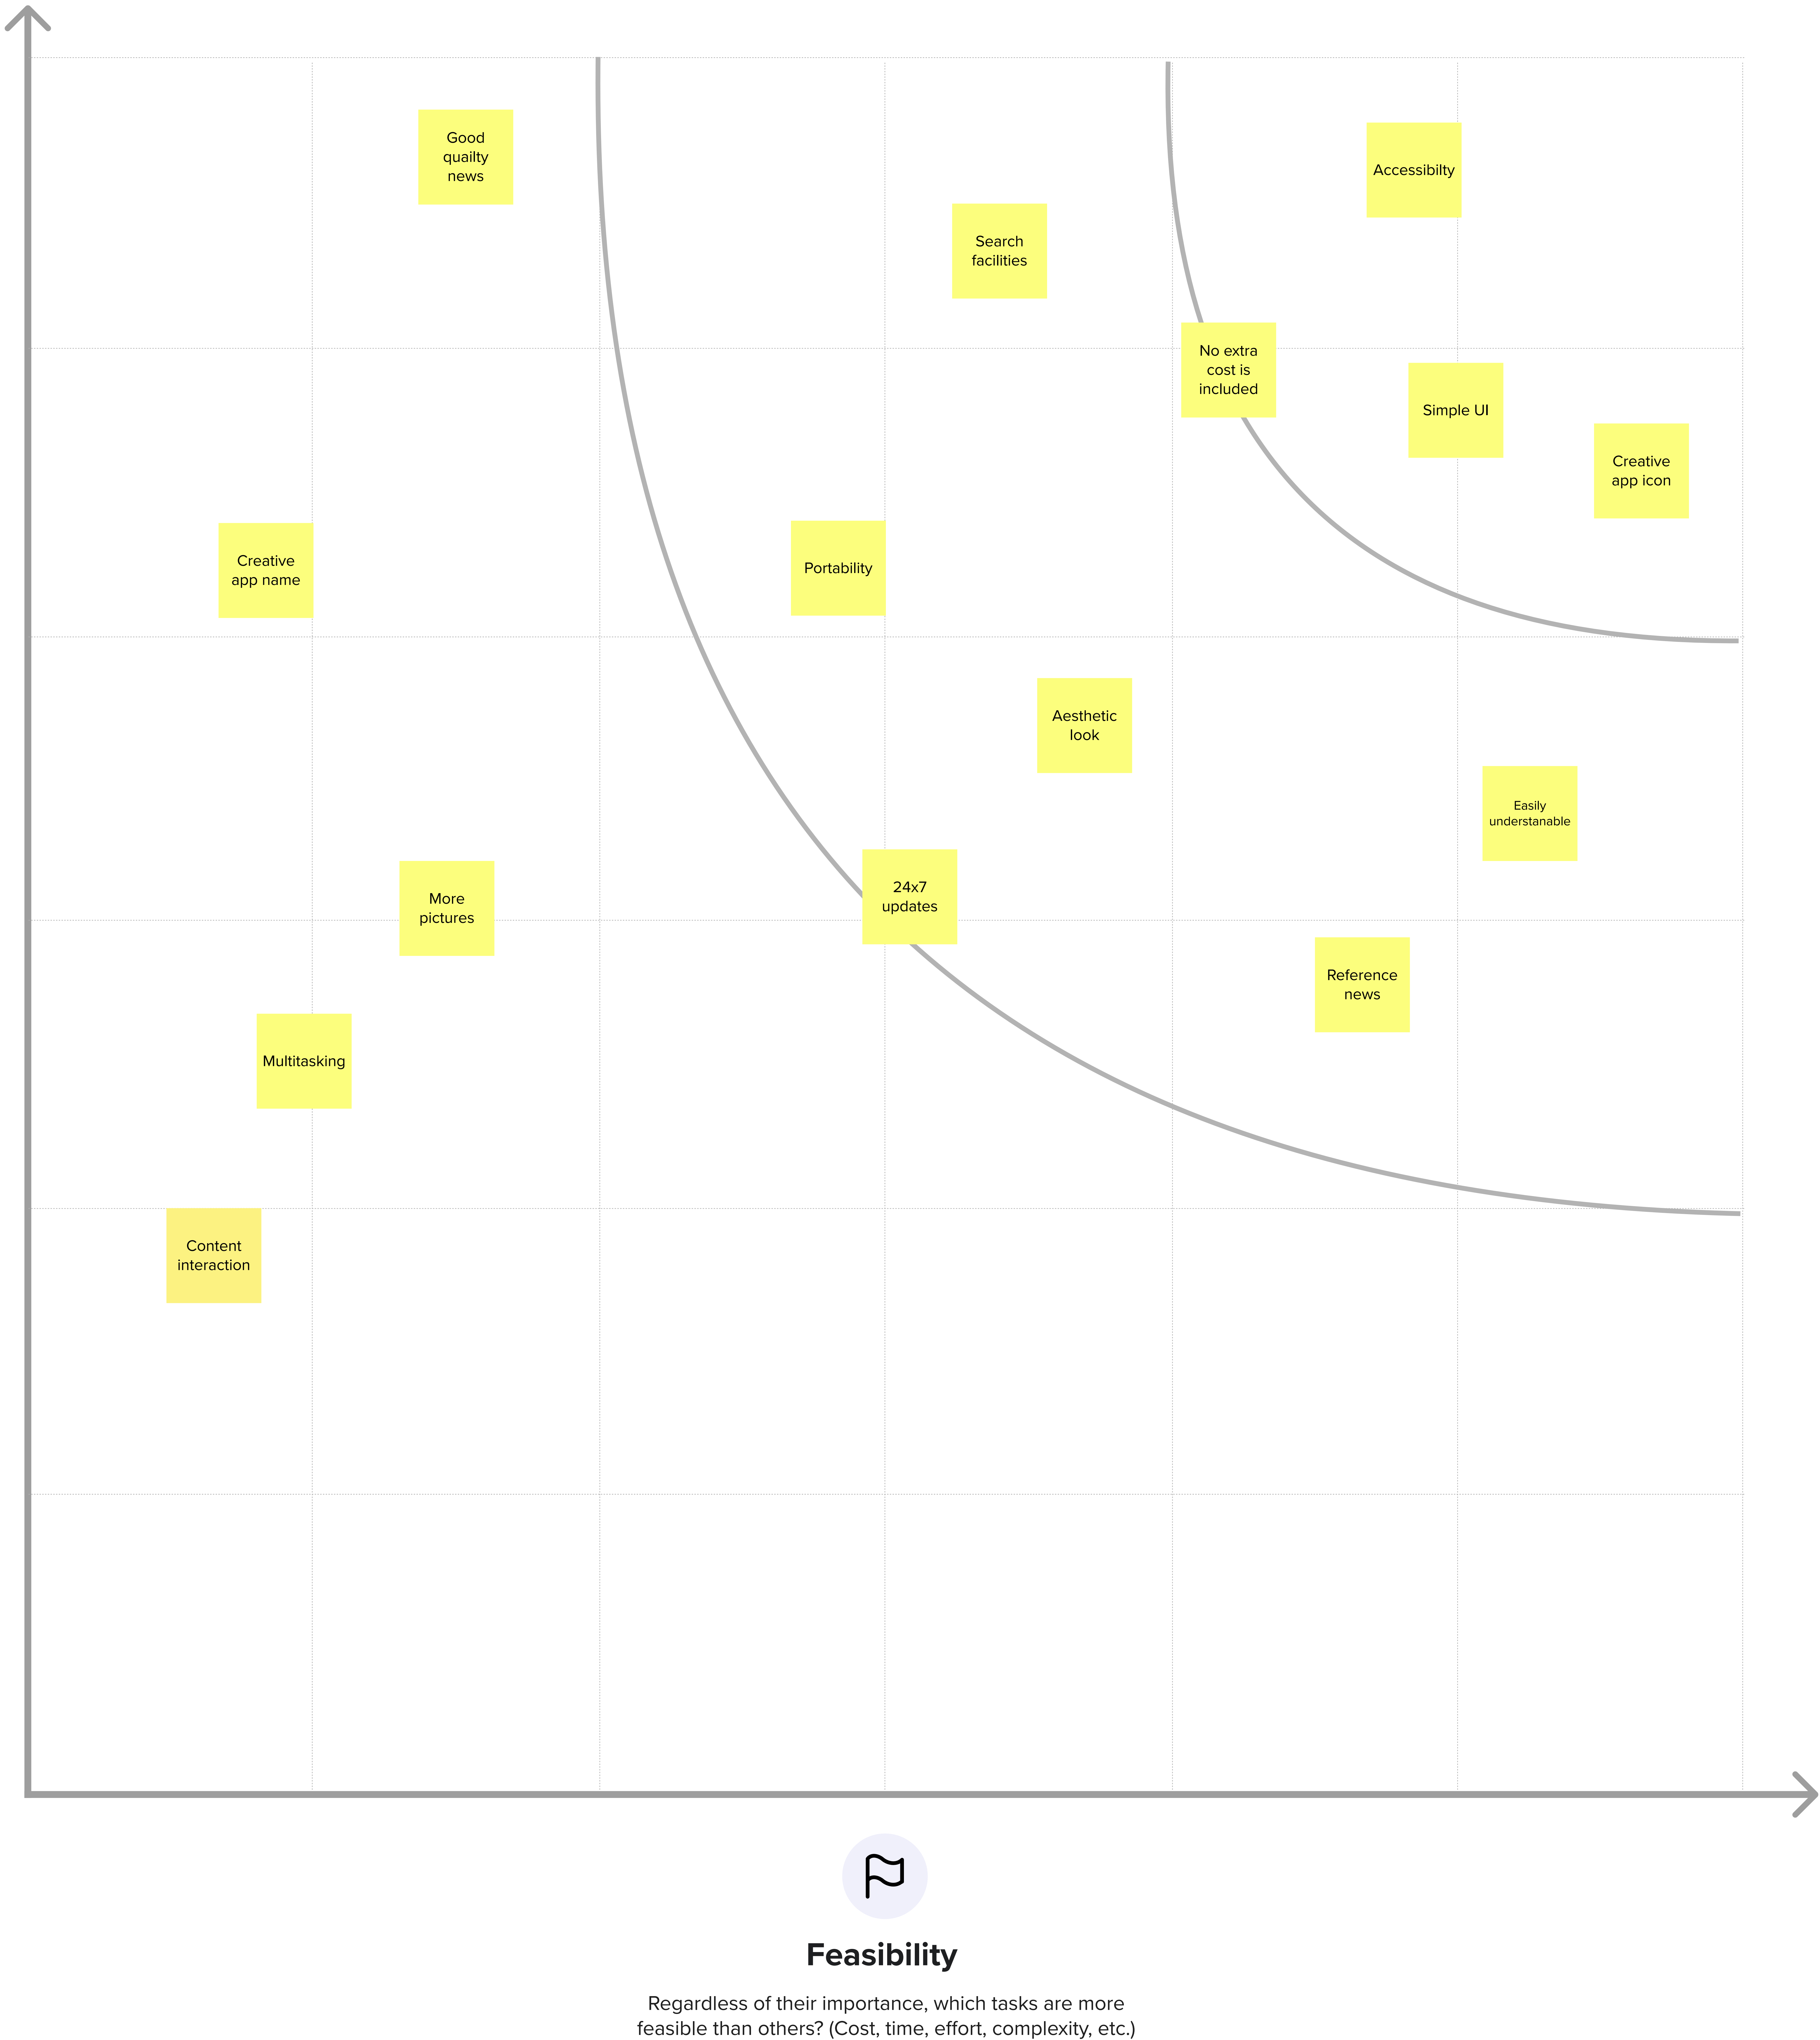 Good
quailty
news
Accessibilty
Search
facilities
No extra
cost is
included
Simple UI
Creative
app icon
Creative
app name
Portability
Aesthetic
look
Easily
understanable
24x7
updates
More
pictures
Reference
news
Multitasking
Content
interaction
Feasibility
Regardless of their importance, which tasks are more
feasible than others? (Cost, time, effort, complexity, etc.)